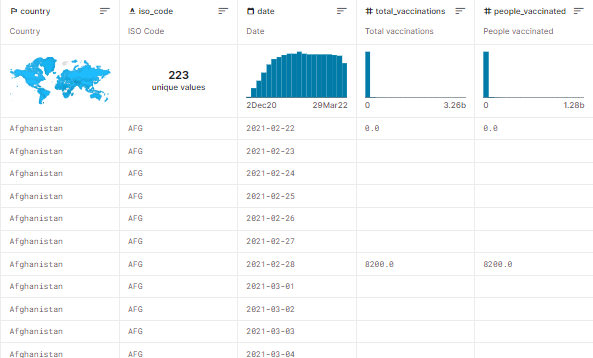 country iso_code date total_vaccinations people_vaccinated
Country ISO Code Date Total vaccinations People vaccinated
223
unique values
2Dec20 29Mar22 0 3.26b 0 1.28b
Afghanistan AFG 2021-02-22 0.0 0.0
Afghanistan AFG 2021-02-23
Afghanistan AFG 2021-02-24
Afghanistan AFG 2021-02-25
Afghanistan AFG 2021-02-26
Afghanistan AFG 2021-02-27
Afghanistan AFG 2021-02-28 8200.0 8200.0
Afghanistan AFG 2021-03-01
Afghanistan AFG 2021-03-02
Afghanistan AFG 2021-03-03
Afghanistan AFG 2021-03-04